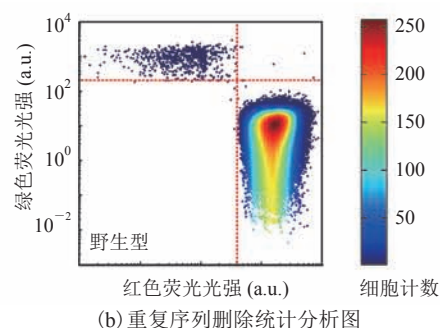 绿色荧光光强 (a.u.)
10⁴
10²
10⁰
10⁻²
野生型
红色荧光光强 (a.u.)
250
200
150
100
50
细胞计数
(b) 重复序列删除统计分析图